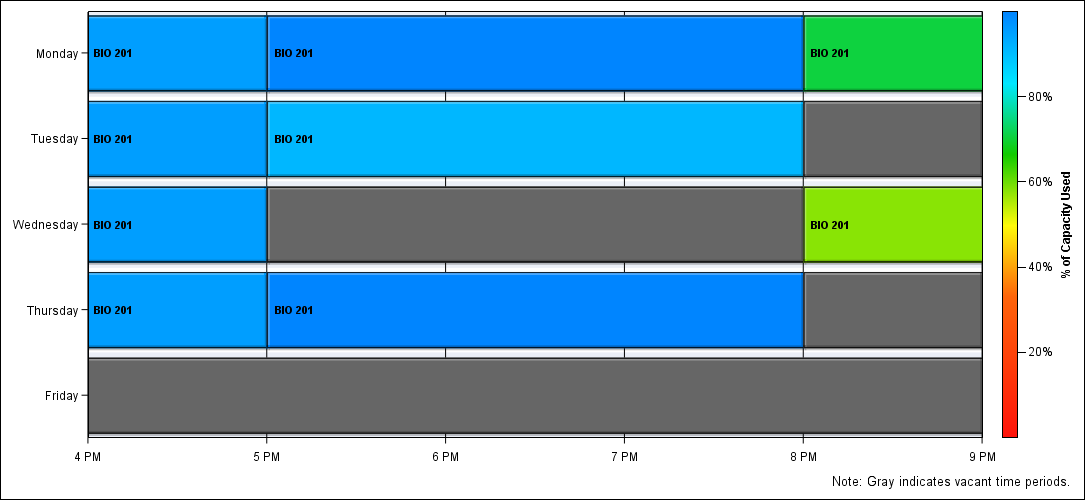 Monday
BIO 201
BIO 201
BIO 201
Tuesday
BIO 201
BIO 201
Wednesday
BIO 201
BIO 201
Thursday
BIO 201
BIO 201
Friday
4 PM
5 PM
6 PM
7 PM
8 PM
9 PM
80%
60%
40%
20%
% of Capacity Used
Note: Gray indicates vacant time periods.